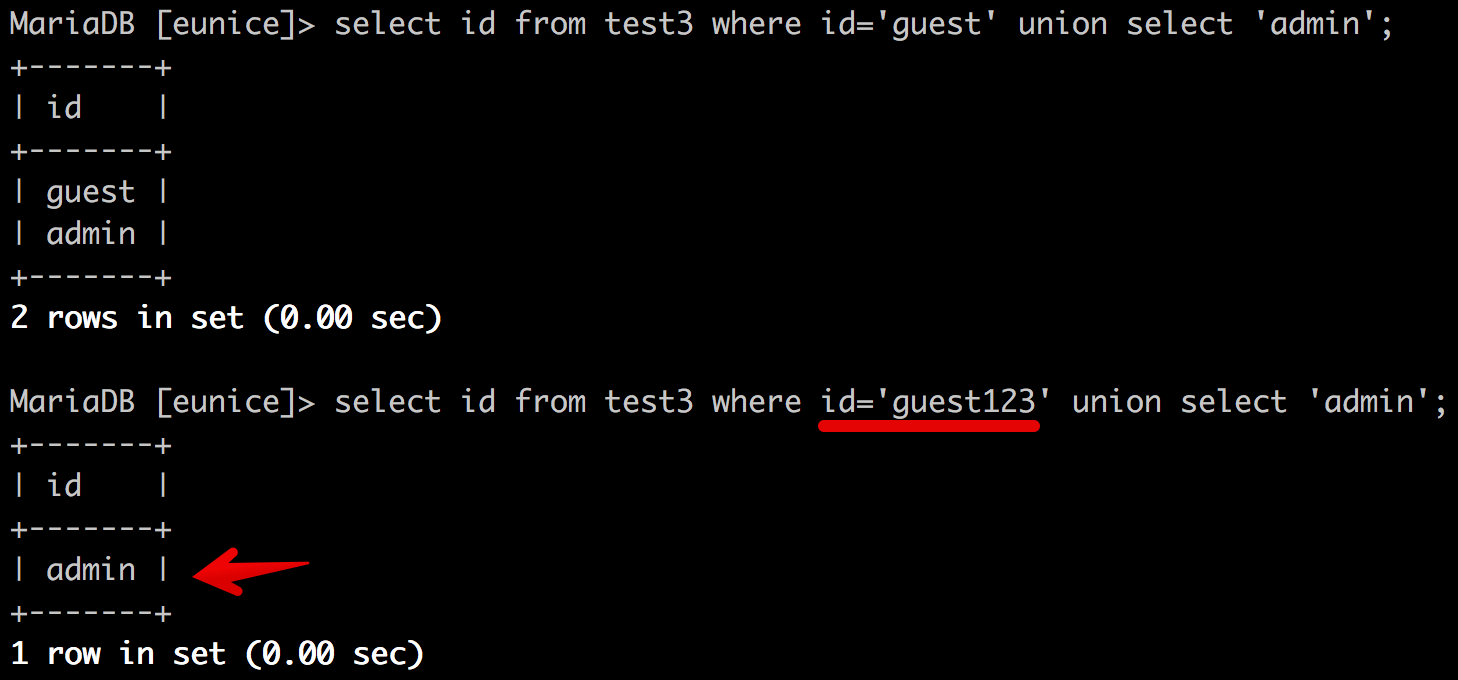 MariaDB [eunice]> select id from test3 where id='guest' union select 'admin';
+-------+
| id    |
+-------+
| guest |
| admin |
+-------+
2 rows in set (0.00 sec)
MariaDB [eunice]> select id from test3 where id='guest123' union select 'admin';
+-------+
| id    |
+-------+
| admin |
+-------+
1 row in set (0.00 sec)